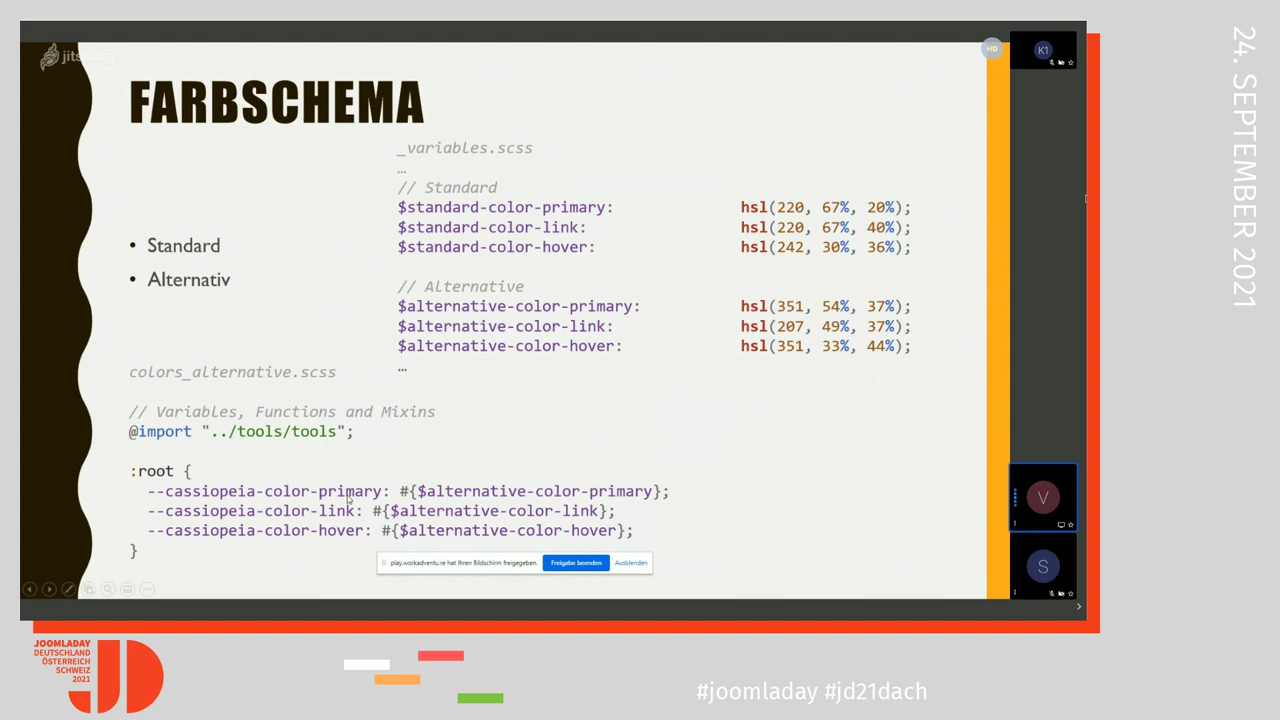 24. SEPTEMBER 2021
HD
K1
FARBSCHEMA
_variables.scss
…
// Standard
$standard-color-primary: hsl(220, 67%, 20%);
$standard-color-link: hsl(220, 67%, 40%);
$standard-color-hover: hsl(242, 30%, 36%);
• Standard
• Alternativ
// Alternative
$alternative-color-primary: hsl(351, 54%, 37%);
$alternative-color-link: hsl(207, 49%, 37%);
$alternative-color-hover: hsl(351, 33%, 44%);
…
colors_alternative.scss
// Variables, Functions and Mixins
@import "../tools/tools";
:root {
--cassiopeia-color-primary: #{$alternative-color-primary};
--cassiopeia-color-link: #{$alternative-color-link};
--cassiopeia-color-hover: #{$alternative-color-hover};
}
play.workadventu.re hat Ihren Bildschirm freigegeben. Freigabe beenden Ausblenden
V
S
JOOMLADAY
DEUTSCHLAND
ÖSTERREICH
SCHWEIZ
2021
JD
#joomladay #jd21dach